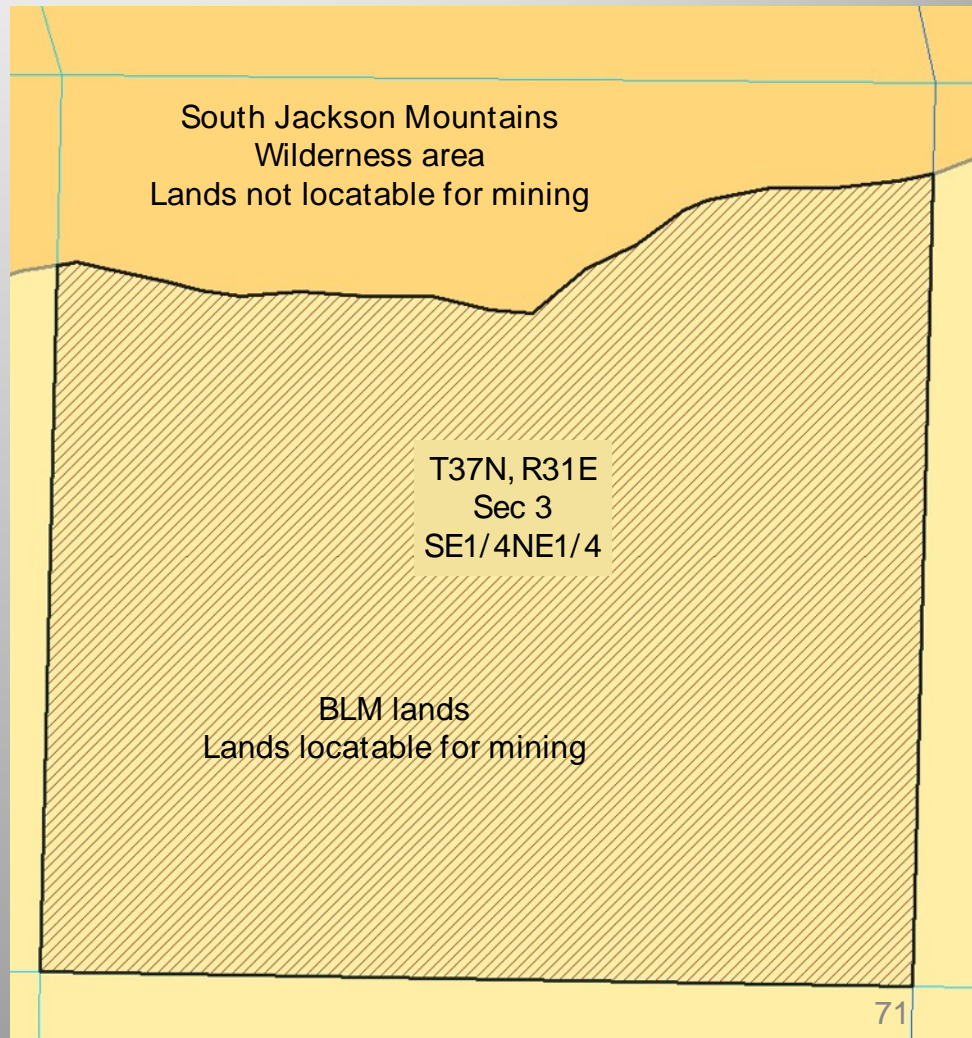 South Jackson Mountains
Wilderness area
Lands not locatable for mining
T37N, R31E
Sec 3
SE1/4NE1/4
BLM lands
Lands locatable for mining
71